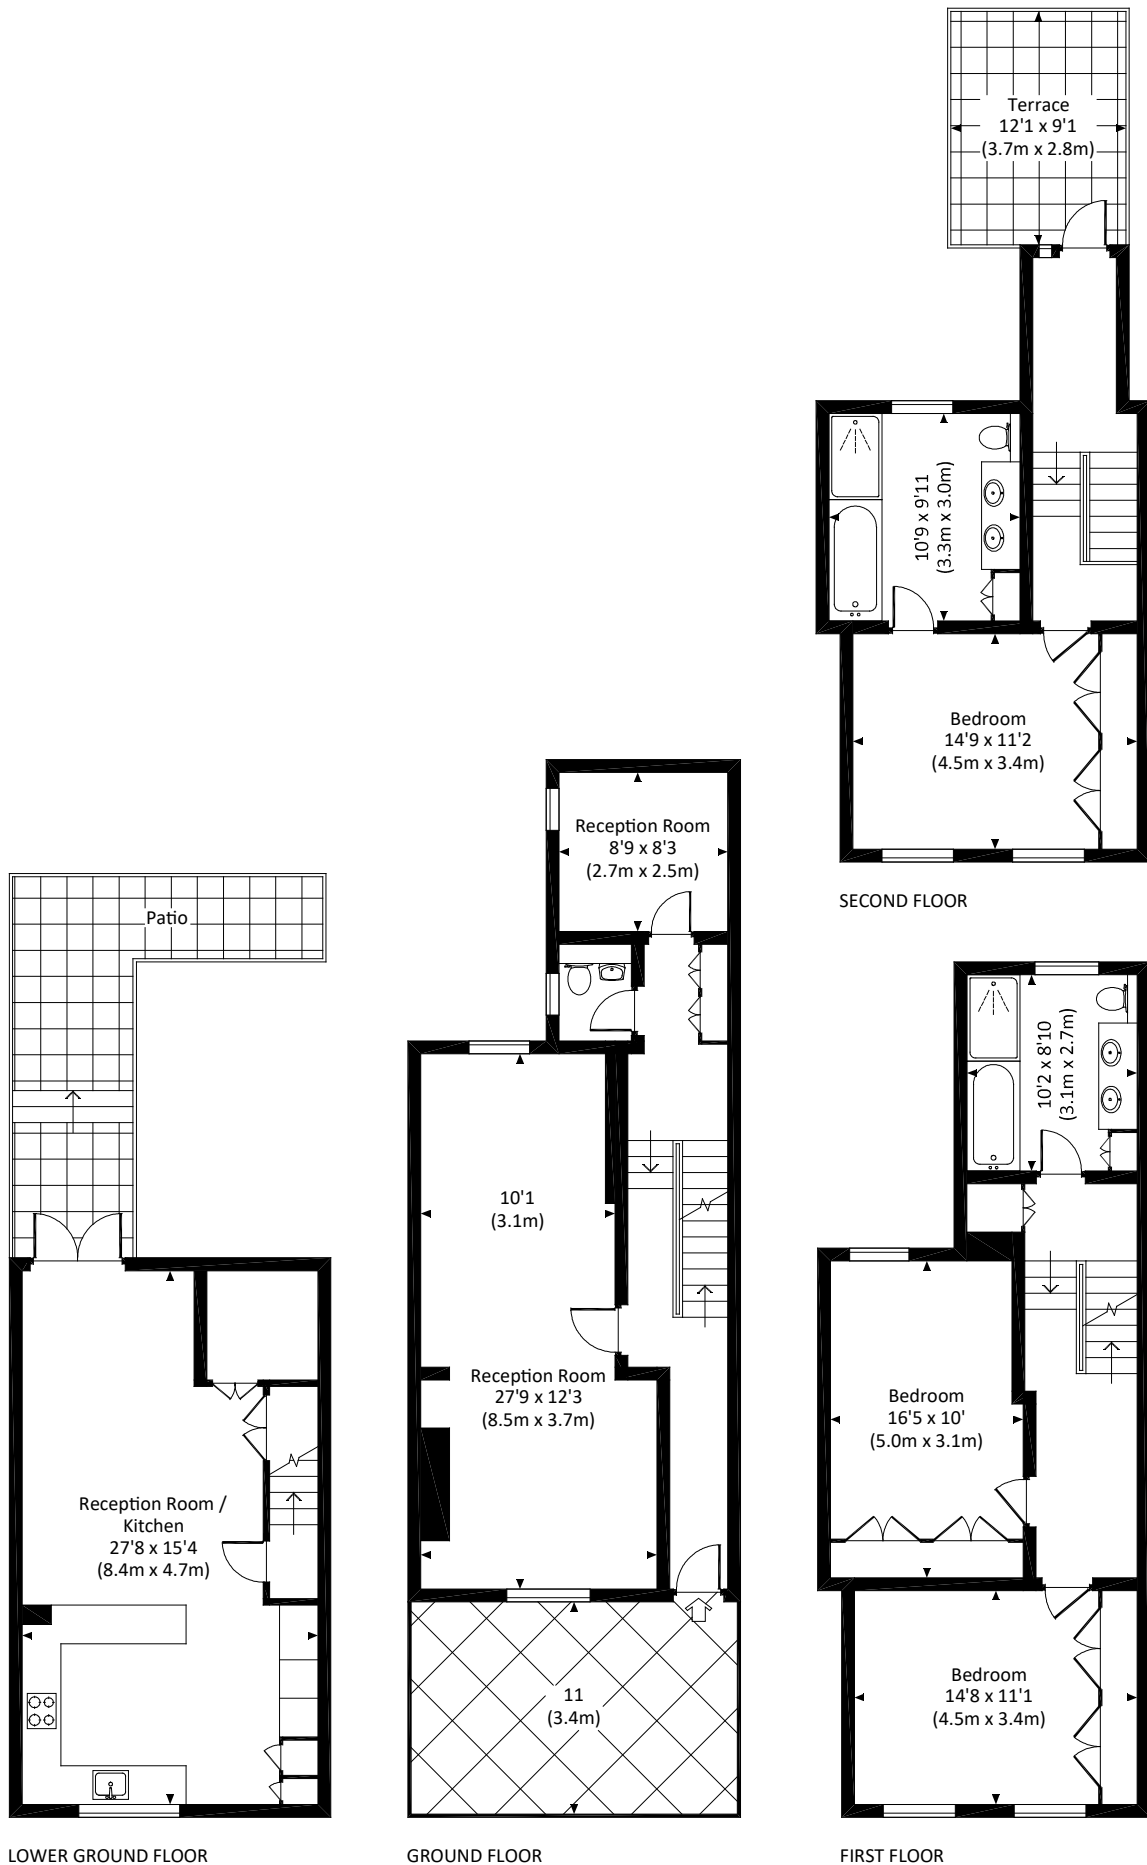 Terrace
12'1 x 9'1
(3.7m x 2.8m)
10'9 x 9'11
(3.3m x 3.0m)
Bedroom
14'9 x 11'2
(4.5m x 3.4m)
SECOND FLOOR
Patio
Reception Room /
Kitchen
27'8 x 15'4
(8.4m x 4.7m)
LOWER GROUND FLOOR
Reception Room
8'9 x 8'3
(2.7m x 2.5m)
10'1
(3.1m)
Reception Room
27'9 x 12'3
(8.5m x 3.7m)
11
(3.4m)
GROUND FLOOR
10'2 x 8'10
(3.1m x 2.7m)
Bedroom
16'5 x 10'
(5.0m x 3.1m)
Bedroom
14'8 x 11'1
(4.5m x 3.4m)
FIRST FLOOR